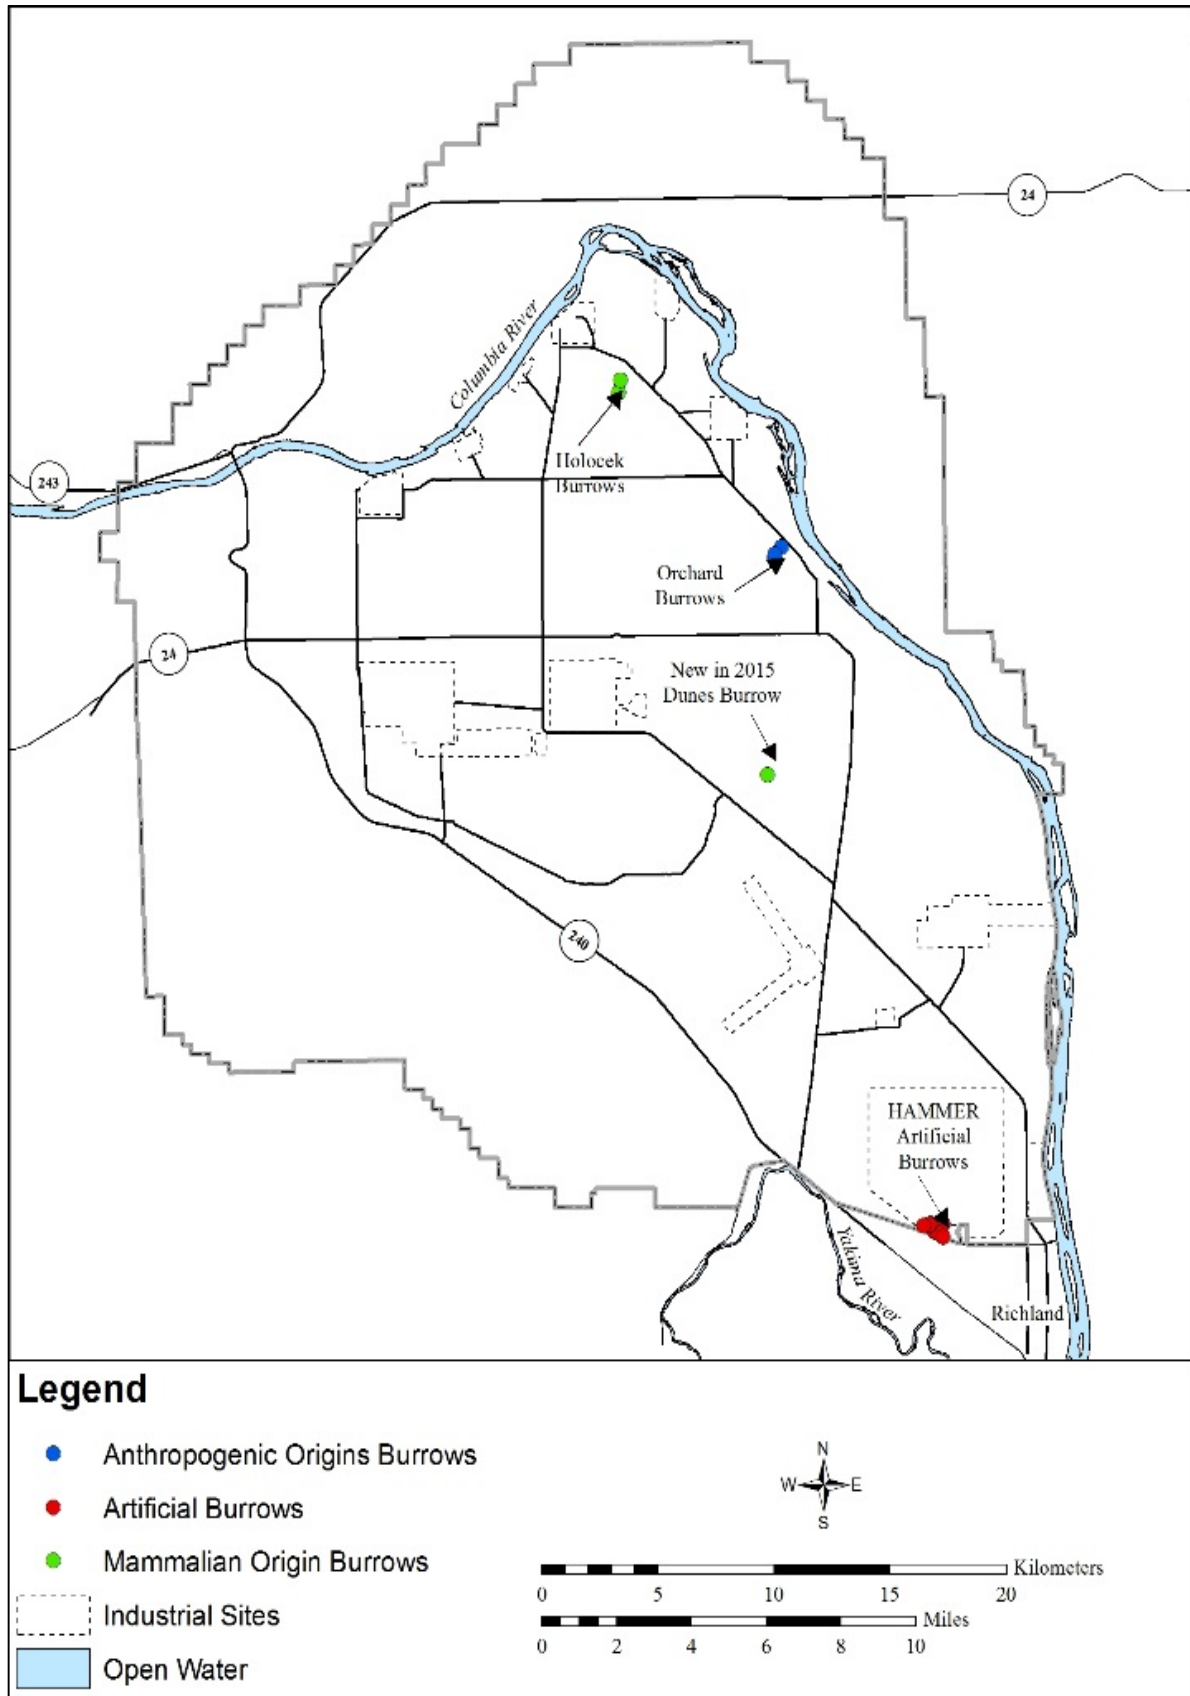 24
Columbia River
Holocek
Burrows
243
Orchard
Burrows
24
New in 2015
Dunes Burrow
240
HAMMER
Artificial
Burrows
Yakima River
Richland
Legend
Anthropogenic Origins Burrows
Artificial Burrows
Mammalian Origin Burrows
Industrial Sites
Open Water
N
W E
S
Kilometers
0 5 10 15 20
Miles
0 2 4 6 8 10